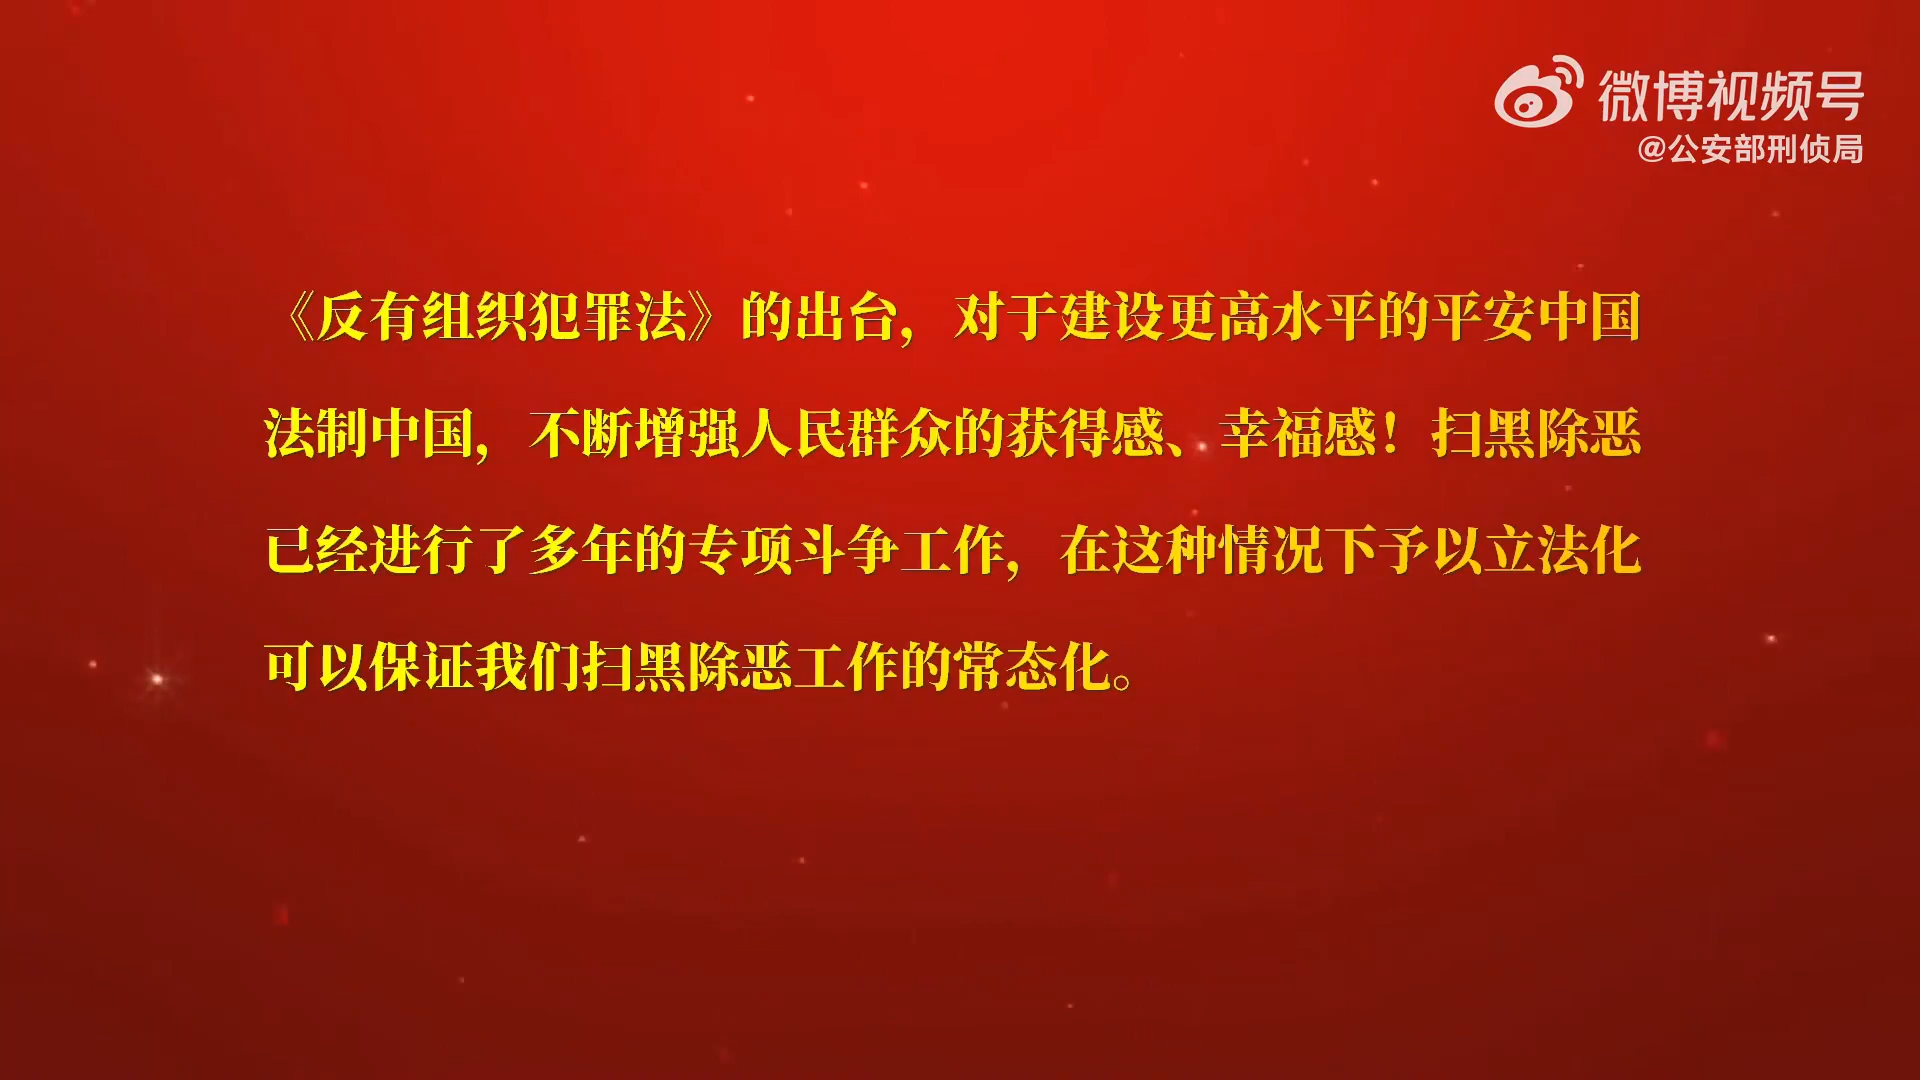 微博视频号
@公安部刑侦局
《反有组织犯罪法》的出台，对于建设更高水平的平安中国
法制中国，不断增强人民群众的获得感、幸福感！扫黑除恶
已经进行了多年的专项斗争工作，在这种情况下予以立法化
可以保证我们扫黑除恶工作的常态化。